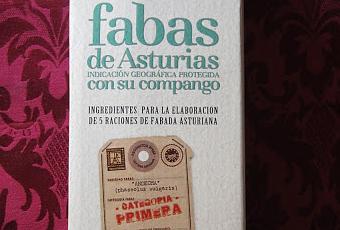 fabas
de Asturias
INDICACIÓN GEOGRÁFICA PROTEGIDA
con su compango
INGREDIENTES PARA LA ELABORACION
DE 5 RACIONES DE FABADA ASTURIANA
"ANDECHA"
(phaseolus vulgaris)
CATEGORIA
PRIMERA